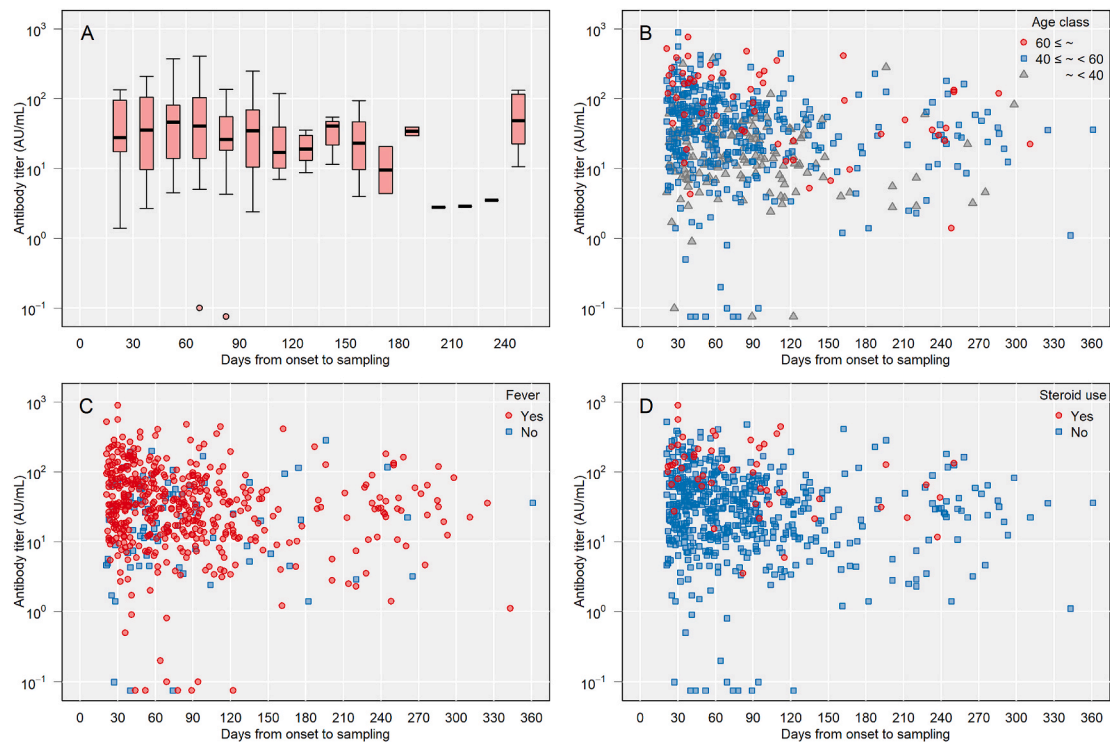 A
Antibody titer (AU/mL)
10³
10²
10¹
10⁰
10⁻¹
0 30 60 90 120 150 180 210 240
Days from onset to sampling
B
Age class
60 ≤ ~
40 ≤ ~ < 60
~ < 40
Antibody titer (AU/mL)
10³
10²
10¹
10⁰
10⁻¹
0 30 60 90 120 150 180 210 240 270 300 330 360
Days from onset to sampling
C
Fever
Yes
No
Antibody titer (AU/mL)
10³
10²
10¹
10⁰
10⁻¹
0 30 60 90 120 150 180 210 240 270 300 330 360
Days from onset to sampling
D
Steroid use
Yes
No
Antibody titer (AU/mL)
10³
10²
10¹
10⁰
10⁻¹
0 30 60 90 120 150 180 210 240 270 300 330 360
Days from onset to sampling